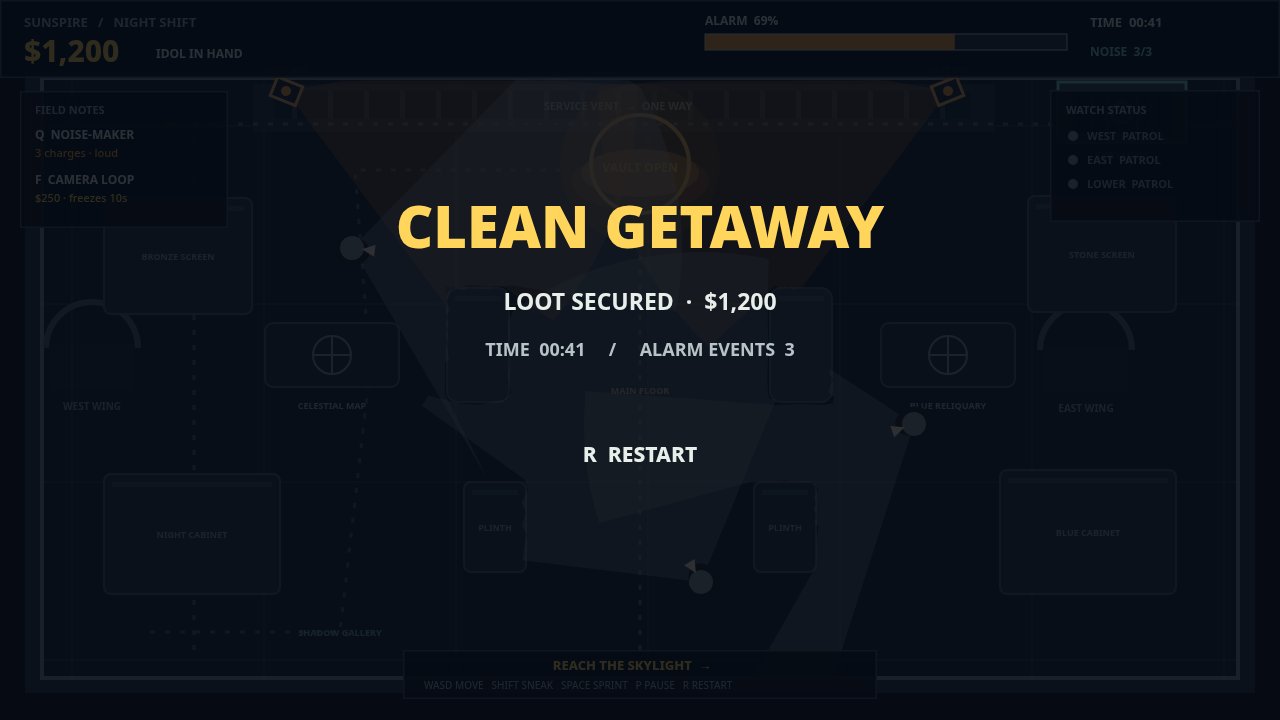 SUNSPIRE / NIGHT SHIFT
$1,200 IDOL IN HAND
ALARM 69%
TIME 00:41
NOISE 3/3
FIELD NOTES
Q NOISE-MAKER
3 charges · loud
F CAMERA LOOP
$250 · freezes 10s
SERVICE VENT → ONE WAY
VAULT OPEN
WATCH STATUS
WEST PATROL
EAST PATROL
LOWER PATROL
CLEAN GETAWAY
BRONZE SCREEN
STONE SCREEN
LOOT SECURED · $1,200
TIME 00:41 / ALARM EVENTS 3
MAIN FLOOR
WEST WING
CELESTIAL MAP
BLUE RELIQUARY
EAST WING
R RESTART
NIGHT CABINET
PLINTH
PLINTH
BLUE CABINET
SHADOW GALLERY
REACH THE SKYLIGHT →
WASD MOVE SHIFT SNEAK SPACE SPRINT P PAUSE R RESTART